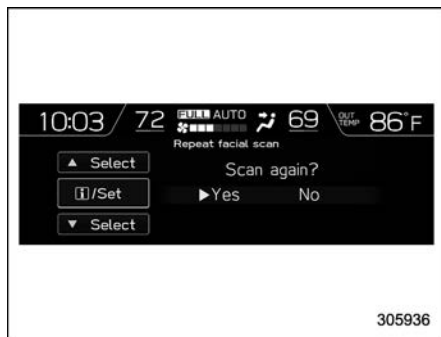 10:03 72 FULL AUTO 69 OUT TEMP 86°F
Repeat facial scan
▲ Select
Scan again?
i/Set
▶Yes No
▼ Select
305936